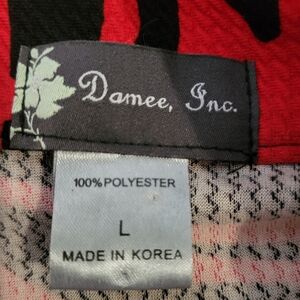 Damee, Inc.
100% POLYESTER
L
MADE IN KOREA